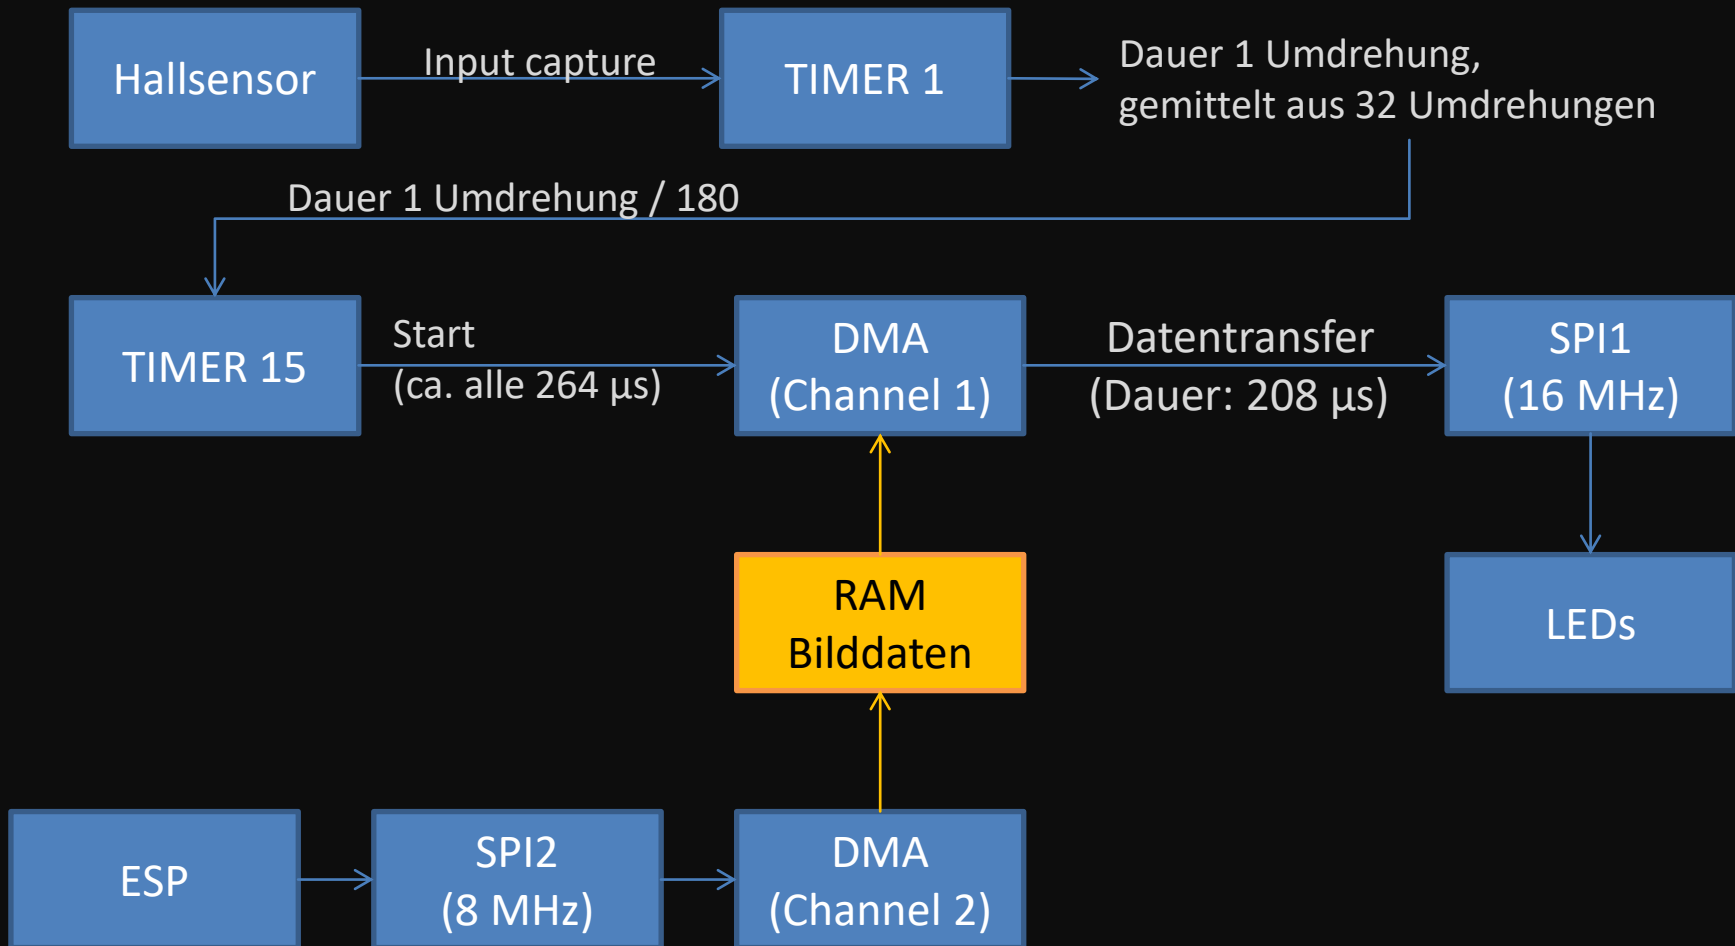 Hallsensor
Input capture
TIMER 1
Dauer 1 Umdrehung,
gemittelt aus 32 Umdrehungen
Dauer 1 Umdrehung / 180
TIMER 15
Start
(ca. alle 264 µs)
DMA
(Channel 1)
Datentransfer
(Dauer: 208 µs)
SPI1
(16 MHz)
RAM
Bilddaten
LEDs
ESP
SPI2
(8 MHz)
DMA
(Channel 2)